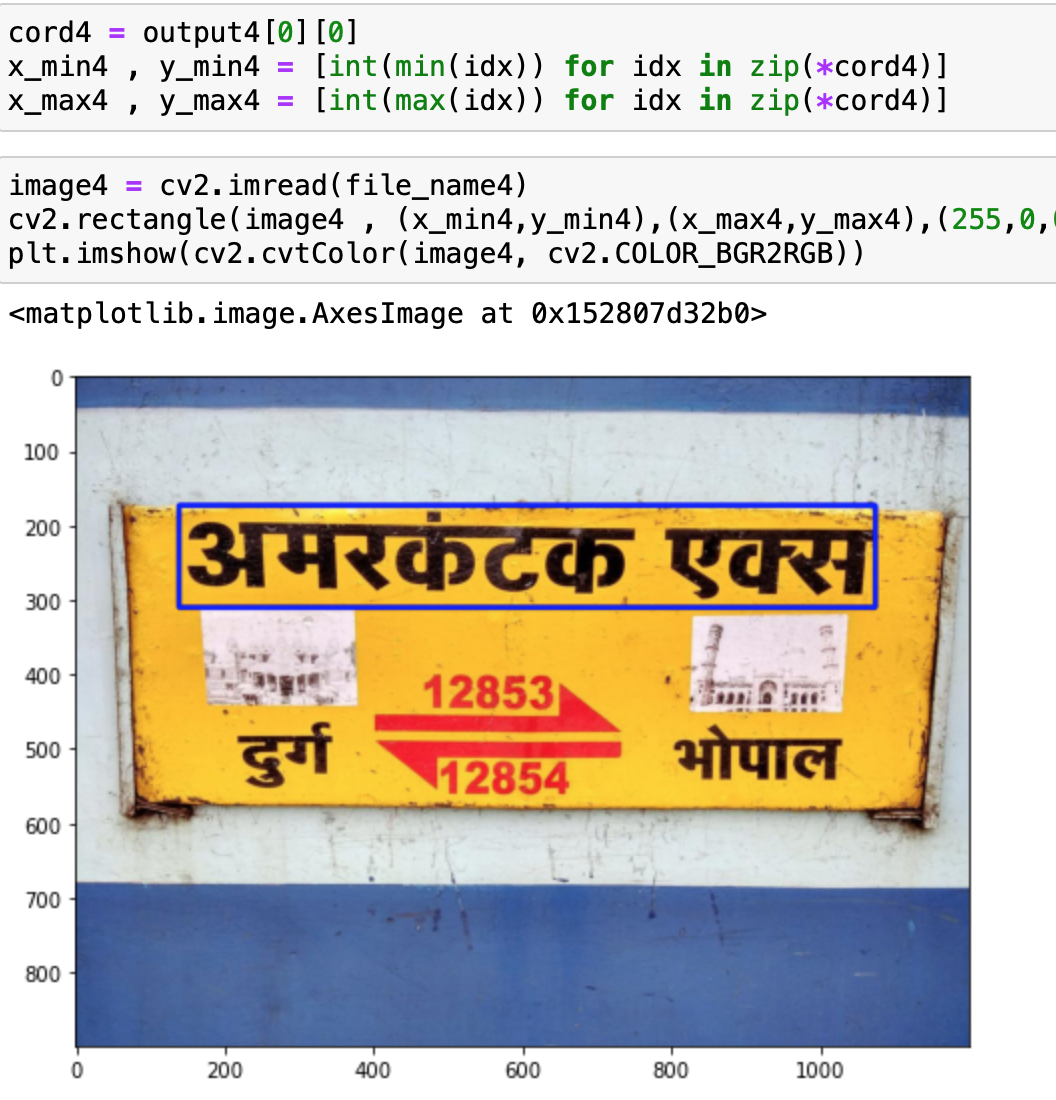 cord4 = output4[0][0]
x_min4 , y_min4 = [int(min(idx)) for idx in zip(*cord4)]
x_max4 , y_max4 = [int(max(idx)) for idx in zip(*cord4)]
image4 = cv2.imread(file_name4)
cv2.rectangle(image4 , (x_min4,y_min4),(x_max4,y_max4),(255,0,
plt.imshow(cv2.cvtColor(image4, cv2.COLOR_BGR2RGB))
<matplotlib.image.AxesImage at 0x152807d32b0>
0
100
200
300
400
500
600
700
800
अमरकंटक एक्स
12853
दुर्ग भोपाल
12854
0 200 400 600 800 1000